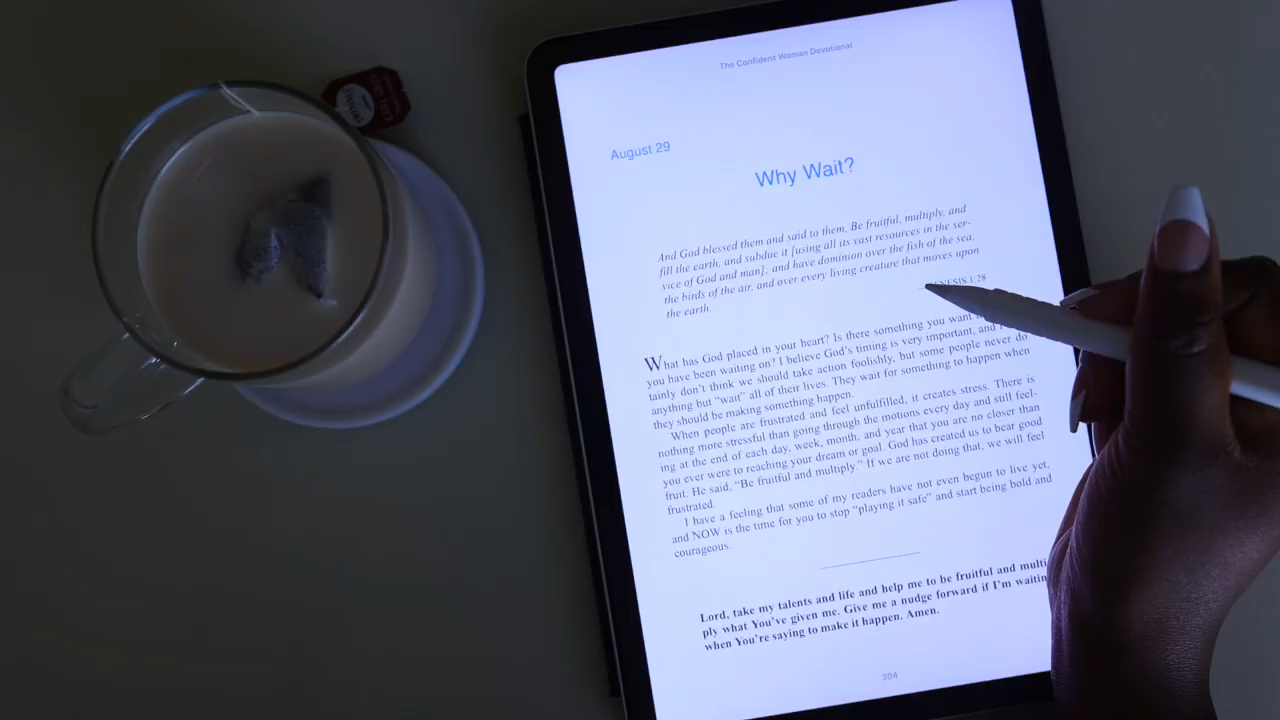 The Confident Woman Devotional
August 29
Why Wait?
And God blessed them and said to them, Be fruitful, multiply, and
fill the earth, and subdue it [using all its vast resources in the ser-
vice of God and man]; and have dominion over the fish of the sea,
the birds of the air, and over every living creature that moves upon
the earth.
1:28
What has God placed in your heart? Is there something you want
you have been waiting on? I believe God's timing is very important, and
tainly don't think we should take action foolishly, but some people never do
anything but "wait" all of their lives. They wait for something to happen when
they should be making something happen.
When people are frustrated and feel unfulfilled, it creates stress. There is
nothing more stressful than going through the motions every day and still feel-
ing at the end of each day, week, month, and year that you are no closer than
you ever were to reaching your dream or goal. God has created us to bear good
fruit. He said, "Be fruitful and multiply." If we are not doing that, we will feel
frustrated.
I have a feeling that some of my readers have not even begun to live yet,
and NOW is the time for you to stop "playing it safe" and start being bold and
courageous.
Lord, take my talents and life and help me to be fruitful and multi
ply what You've given me. Give me a nudge forward if I'm waitin
when You're saying to make it happen. Amen.
304